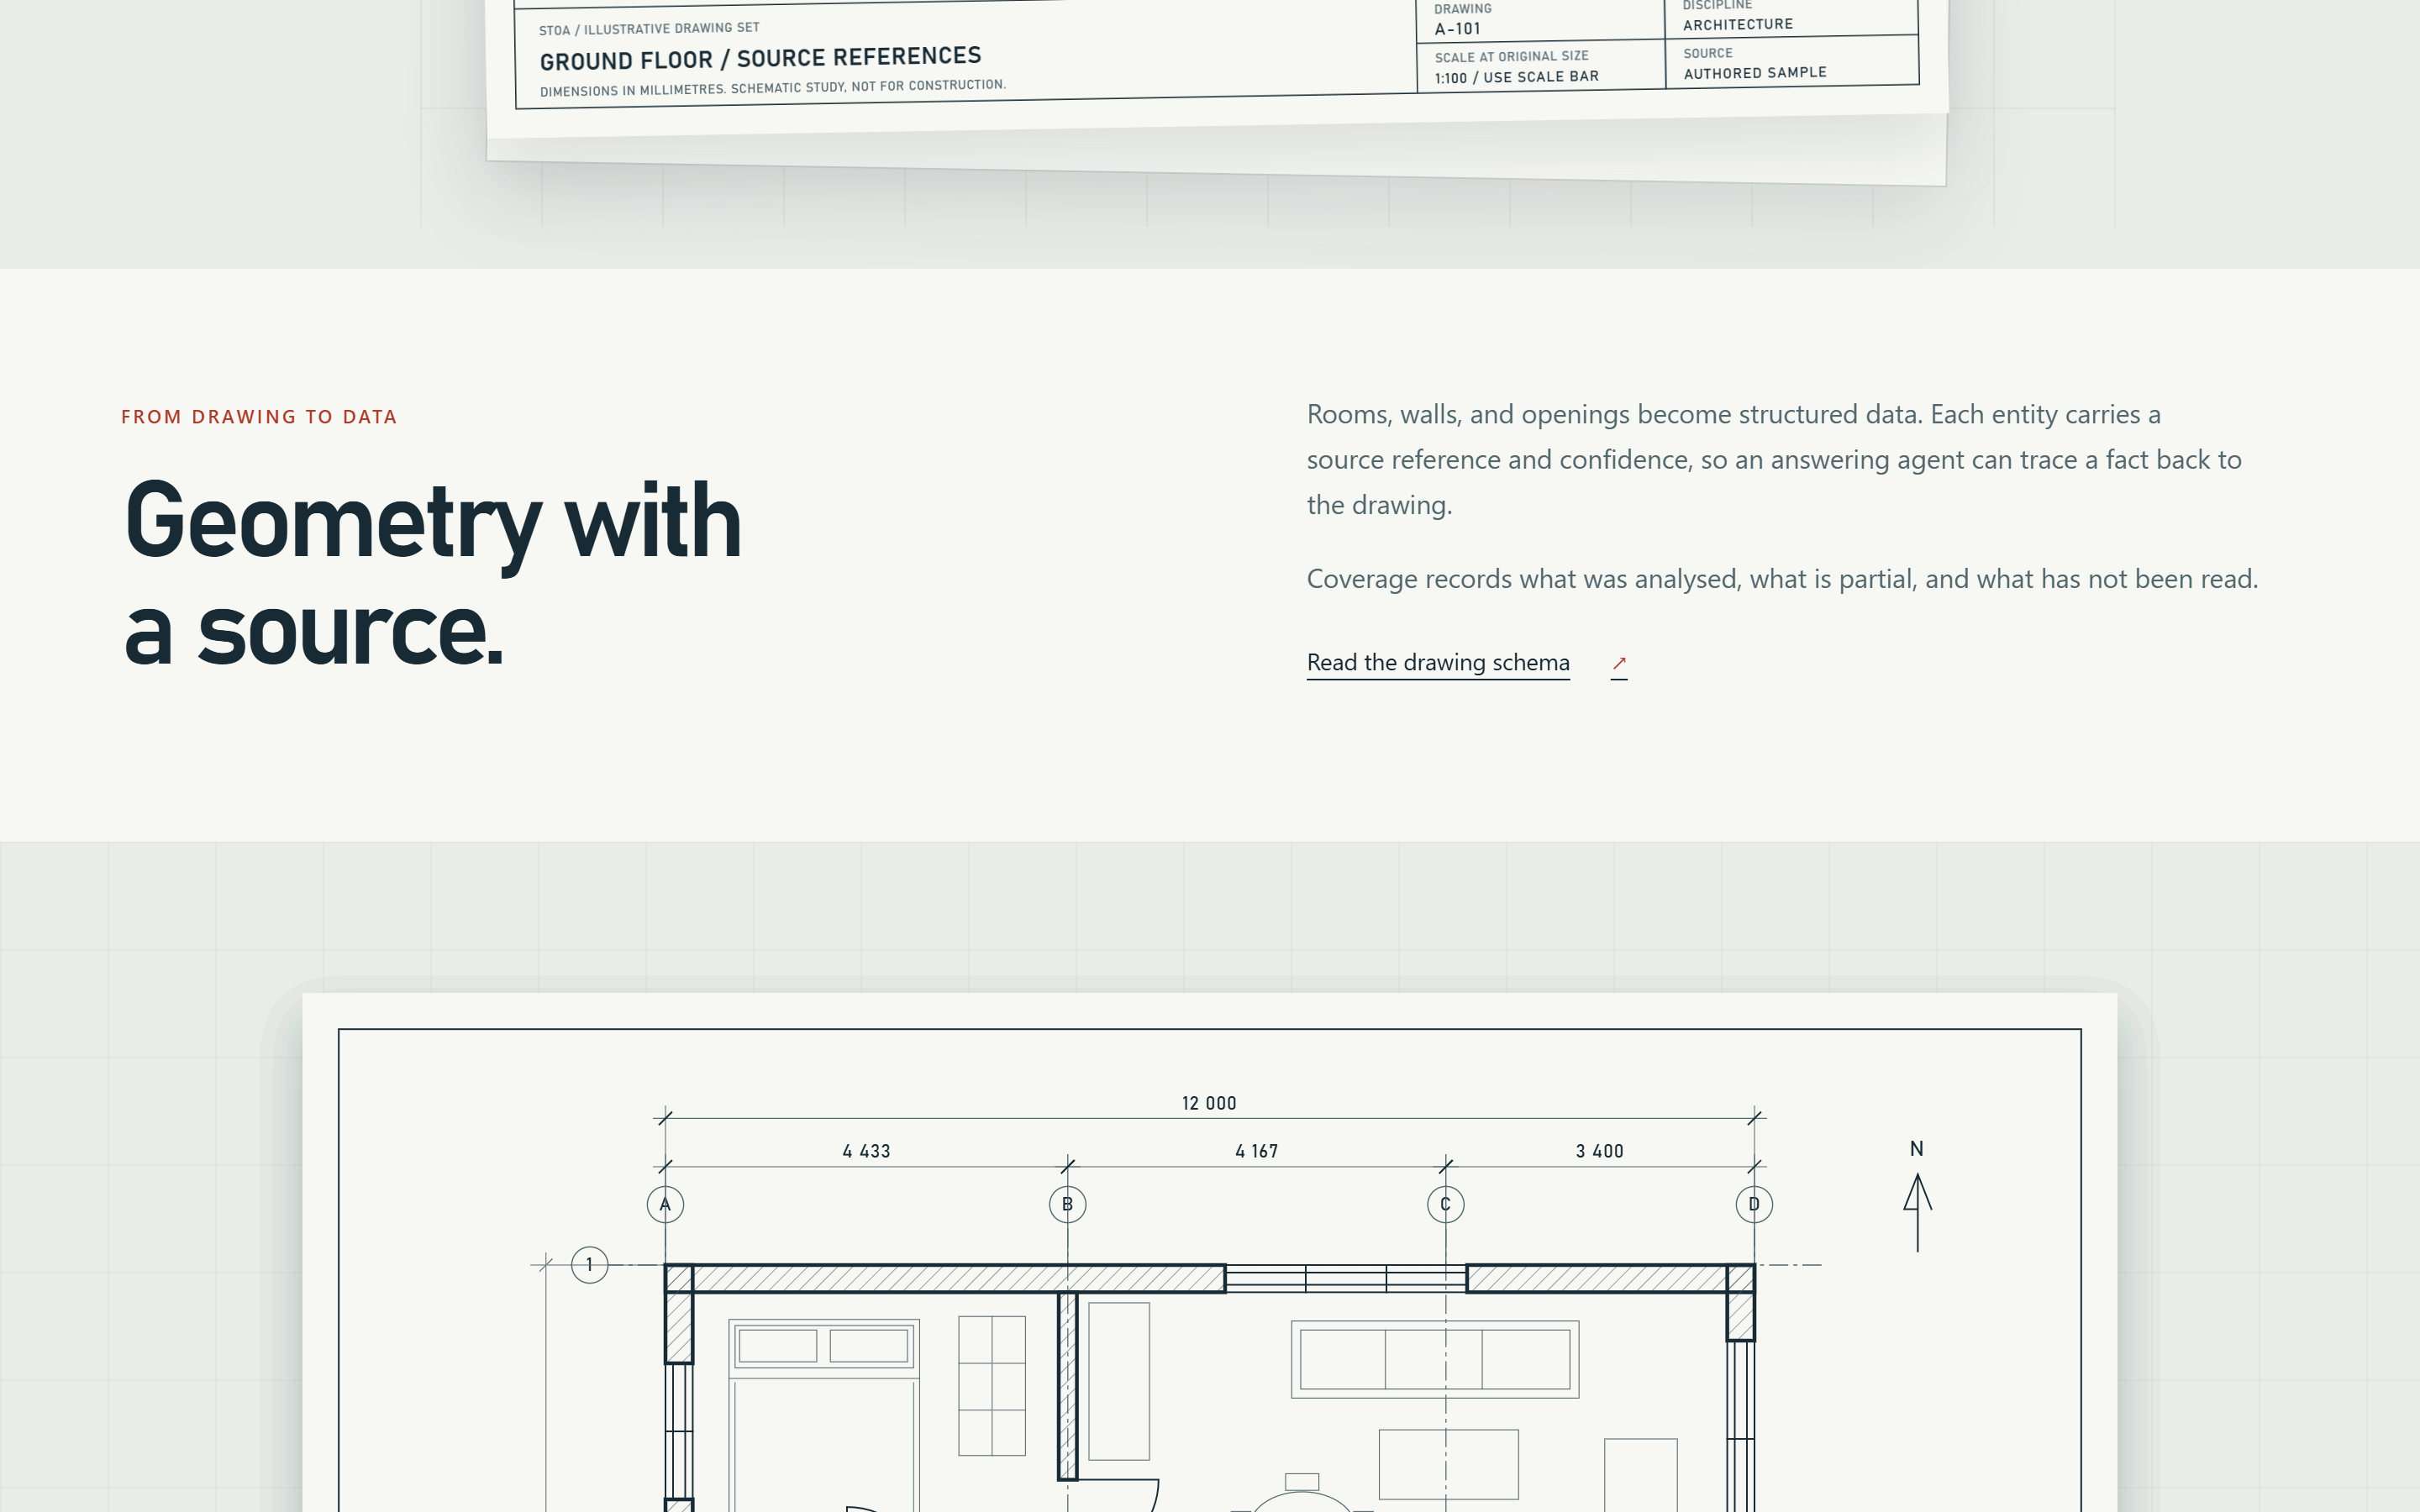 DRAWING
DISCIPLINE
A-101
ARCHITECTURE
STOA / ILLUSTRATIVE DRAWING SET
GROUND FLOOR / SOURCE REFERENCES
DIMENSIONS IN MILLIMETRES. SCHEMATIC STUDY, NOT FOR CONSTRUCTION.
SCALE AT ORIGINAL SIZE
1:100 / USE SCALE BAR
SOURCE
AUTHORED SAMPLE
FROM DRAWING TO DATA
Geometry with
a source.
Rooms, walls, and openings become structured data. Each entity carries a
source reference and confidence, so an answering agent can trace a fact back to
the drawing.
Coverage records what was analysed, what is partial, and what has not been read.
Read the drawing schema ↗
12 000
4 433
4 167
3 400
N
A
B
C
D
1